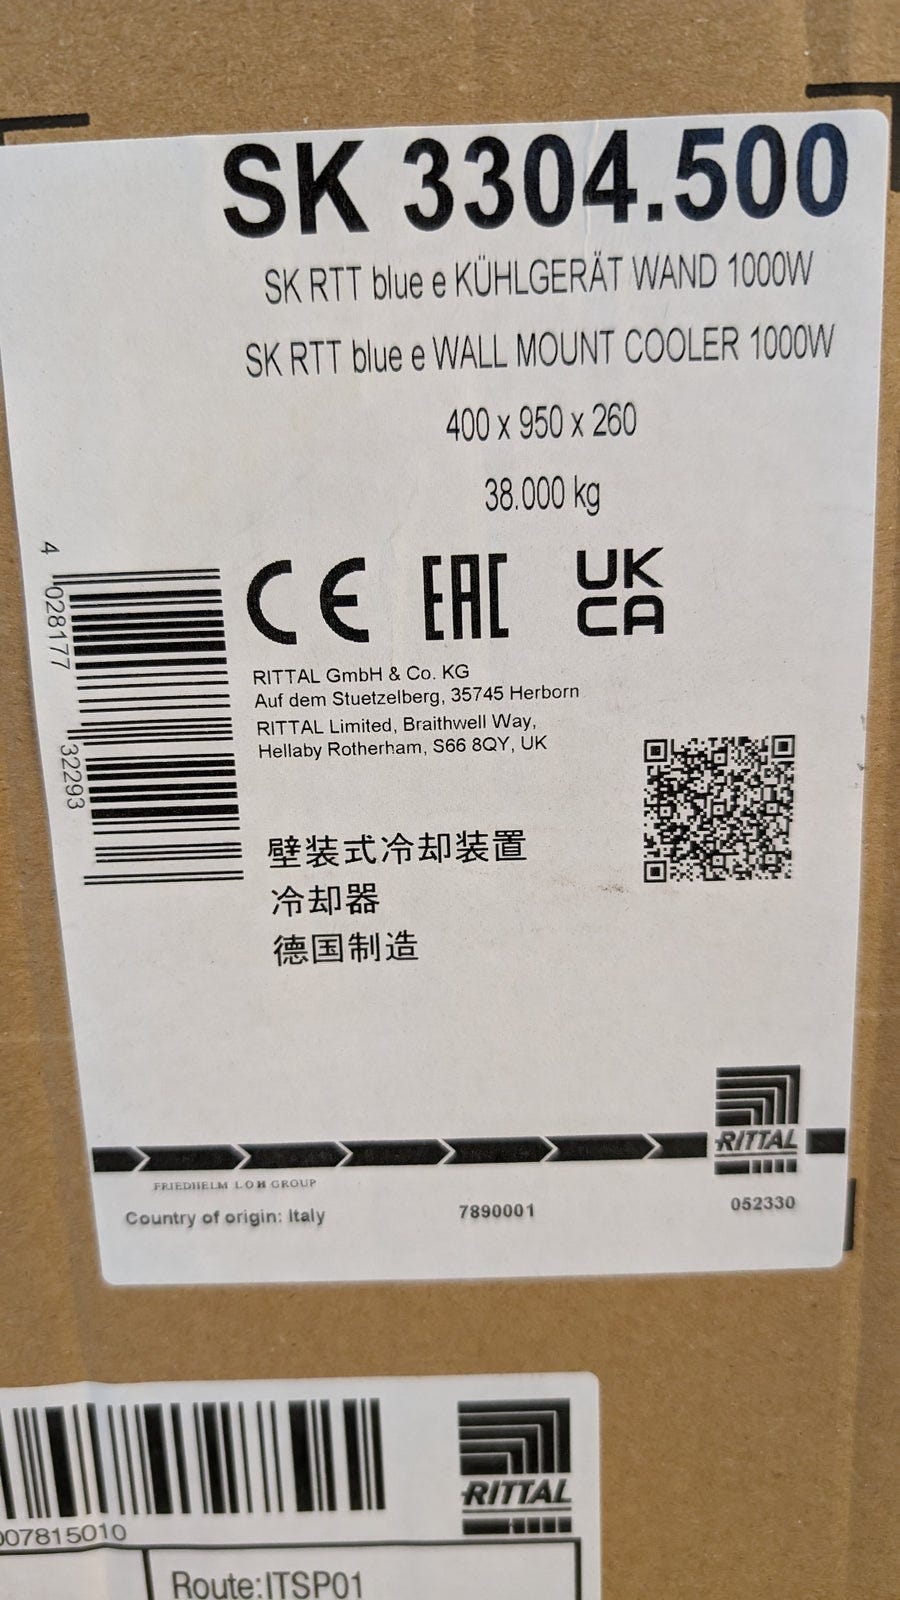 SK 3304.500
SK RTT blue e KÜHLGERÄT WAND 1000W
SK RTT blue e WALL MOUNT COOLER 1000W
400 x 950 x 260
38.000 kg
4 028177 32293
CE EAC UK CA
RITTAL GmbH & Co. KG
Auf dem Stuetzelberg, 35745 Herborn
RITTAL Limited, Braithwell Way,
Hellaby Rotherham, S66 8QY, UK
壁装式冷却装置
冷却器
德国制造
RITTAL
FRIEDHELM LOH GROUP
Country of origin: Italy
7890001
052330
RITTAL
007815010
Route:ITSP01